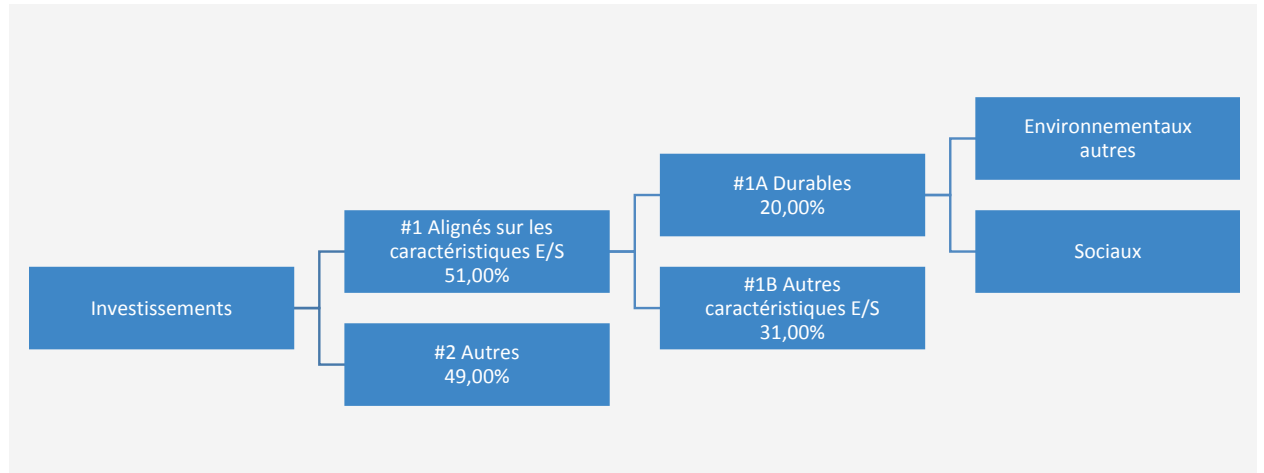 Investissements
#1 Alignés sur les
caractéristiques E/S
51,00%
#2 Autres
49,00%
#1A Durables
20,00%
#1B Autres
caractéristiques E/S
31,00%
Environnementaux
autres
Sociaux